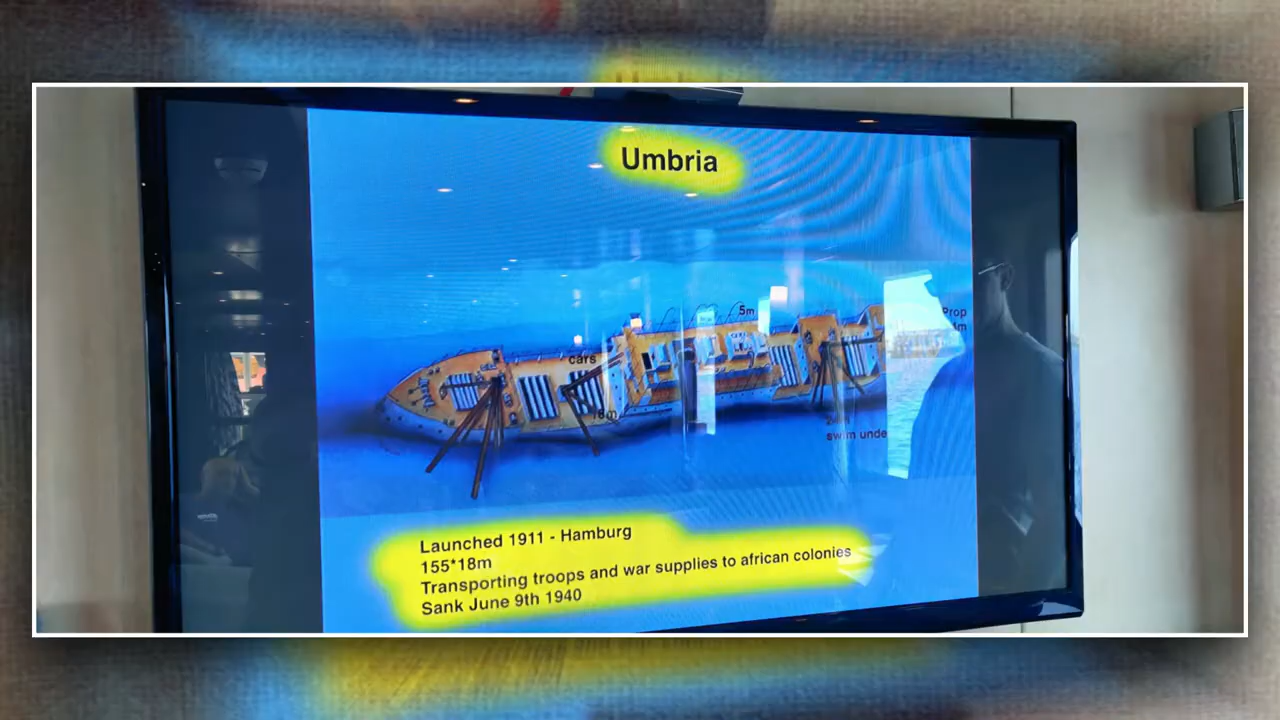 Umbria
5m
Prop
cars
18m
swim unde
Launched 1911 - Hamburg
155*18m
Transporting troops and war supplies to african colonies
Sank June 9th 1940